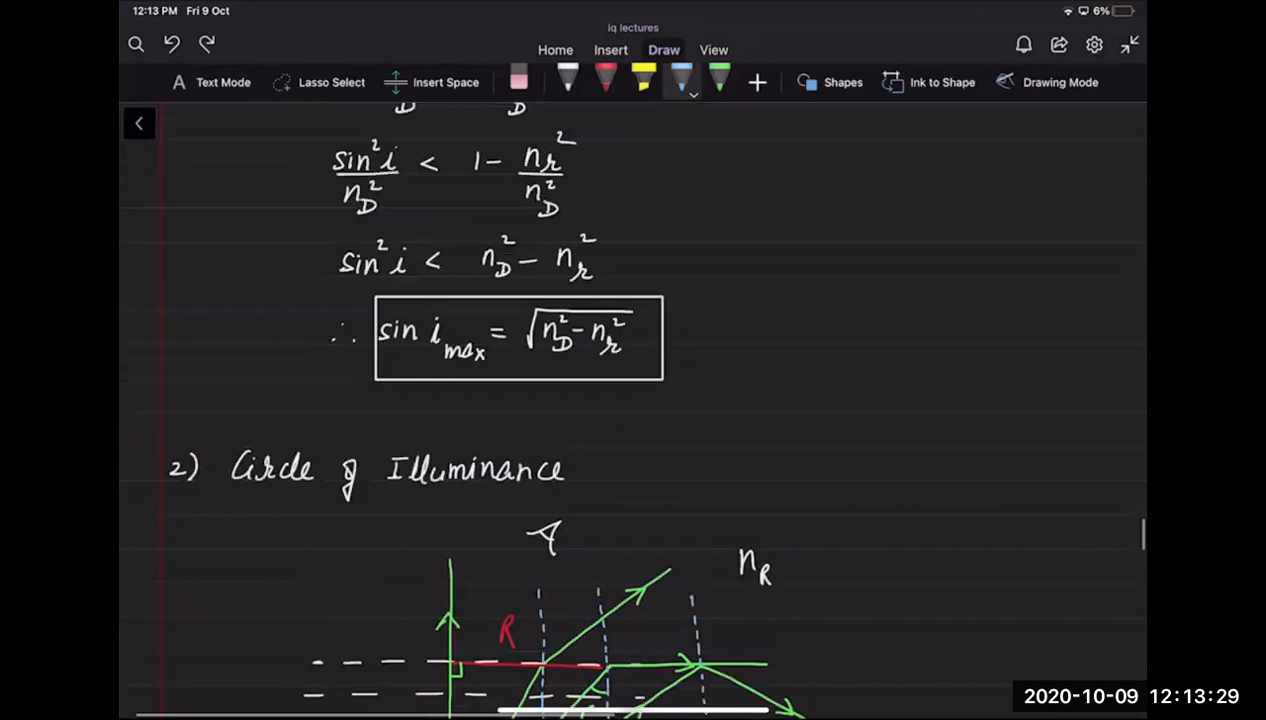 12:13 PM Fri 9 Oct
6%
iq lectures
Home Insert Draw View
A Text Mode Lasso Select Insert Space Shapes Ink to Shape Drawing Mode
D D
sin²i / n_D² < 1 - n_r² / n_D²
sin²i < n_D² - n_r²
∴ sin i_max = √(n_D² - n_r²)
2) Circle of Illuminance
n_R
R
2020-10-09 12:13:29